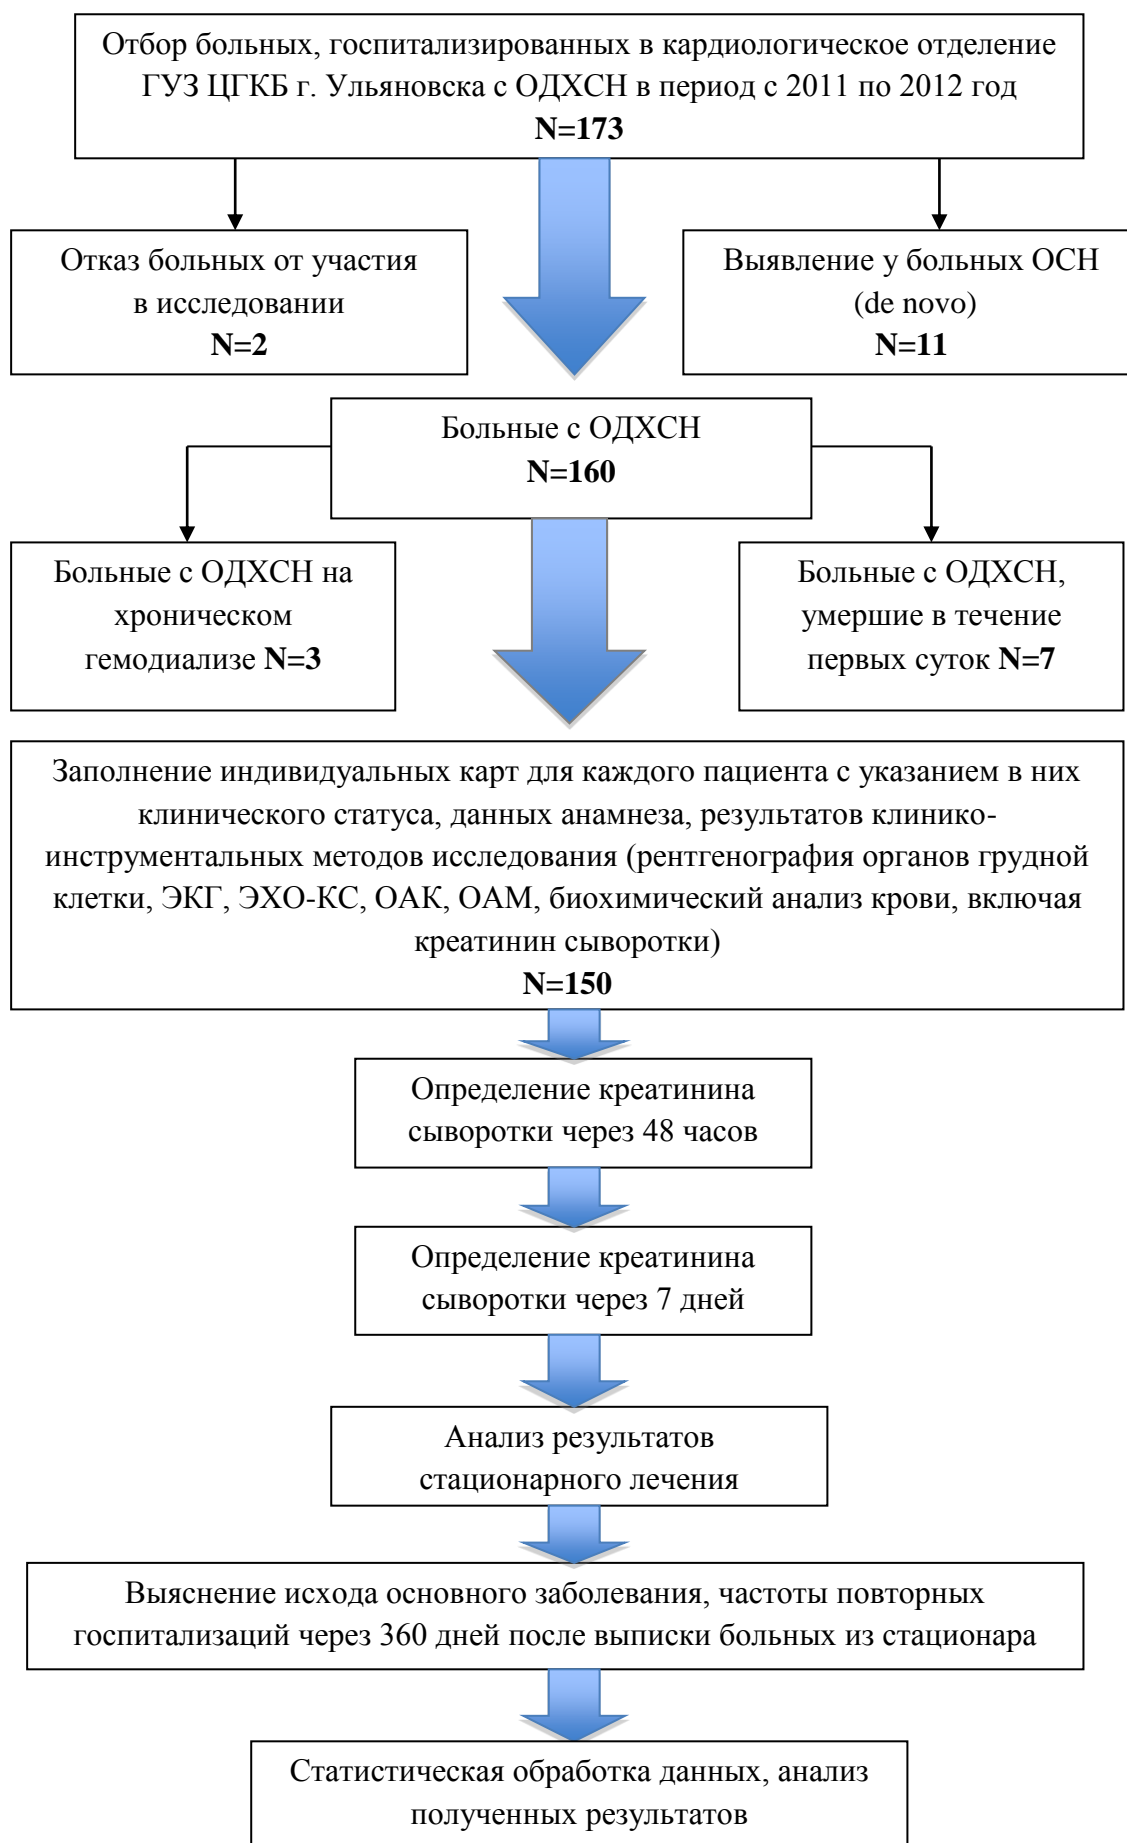 Отбор больных, госпитализированных в кардиологическое отделение
ГУЗ ЦГКБ г. Ульяновска с ОДХСН в период с 2011 по 2012 год
N=173
Отказ больных от участия
в исследовании
N=2
Выявление у больных ОСН
(de novo)
N=11
Больные с ОДХСН
N=160
Больные с ОДХСН на
хроническом
гемодиализе N=3
Больные с ОДХСН,
умершие в течение
первых суток N=7
Заполнение индивидуальных карт для каждого пациента с указанием в них
клинического статуса, данных анамнеза, результатов клинико-
инструментальных методов исследования (рентгенография органов грудной
клетки, ЭКГ, ЭХО-КС, ОАК, ОАМ, биохимический анализ крови, включая
креатинин сыворотки)
N=150
Определение креатинина
сыворотки через 48 часов
Определение креатинина
сыворотки через 7 дней
Анализ результатов
стационарного лечения
Выяснение исхода основного заболевания, частоты повторных
госпитализаций через 360 дней после выписки больных из стационара
Статистическая обработка данных, анализ
полученных результатов